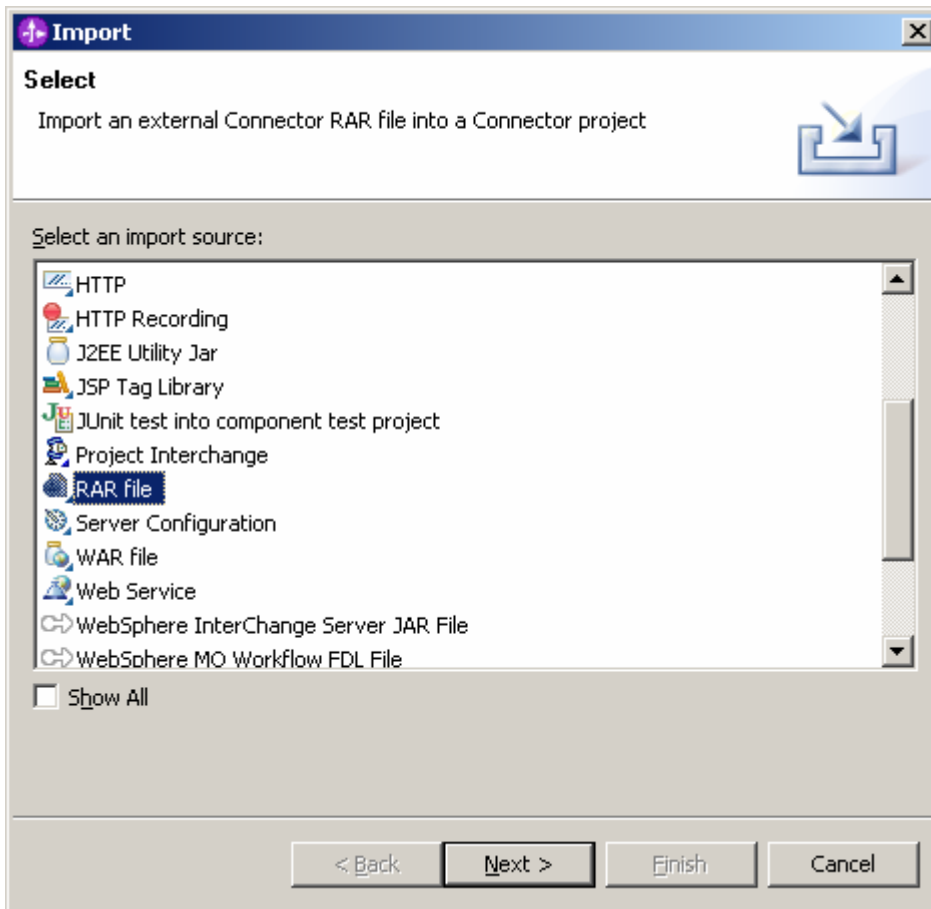 Import
Select
Import an external Connector RAR file into a Connector project
Select an import source:
HTTP
HTTP Recording
J2EE Utility Jar
JSP Tag Library
JUnit test into component test project
Project Interchange
RAR file
Server Configuration
WAR file
Web Service
WebSphere InterChange Server JAR File
WebSphere MQ Workflow FDL File
Show All
< Back
Next >
Finish
Cancel